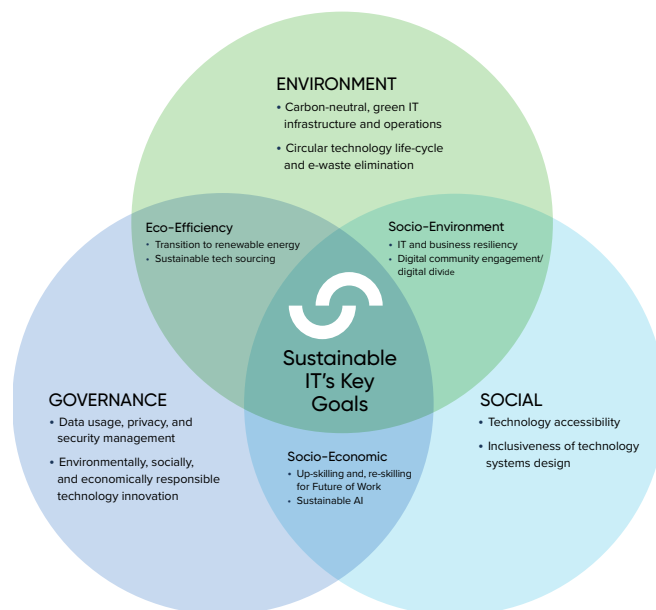 ENVIRONMENT
• Carbon-neutral, green IT
infrastructure and operations
• Circular technology life-cycle
and e-waste elimination
Eco-Efficiency
• Transition to renewable energy
• Sustainable tech sourcing
Socio-Environment
• IT and business resiliency
• Digital community engagement/
digital divide
Sustainable
IT's Key
Goals
GOVERNANCE
• Data usage, privacy, and
security management
• Environmentally, socially,
and economically responsible
technology innovation
SOCIAL
• Technology accessibility
• Inclusiveness of technology
systems design
Socio-Economic
• Up-skilling and, re-skilling
for Future of Work
• Sustainable AI